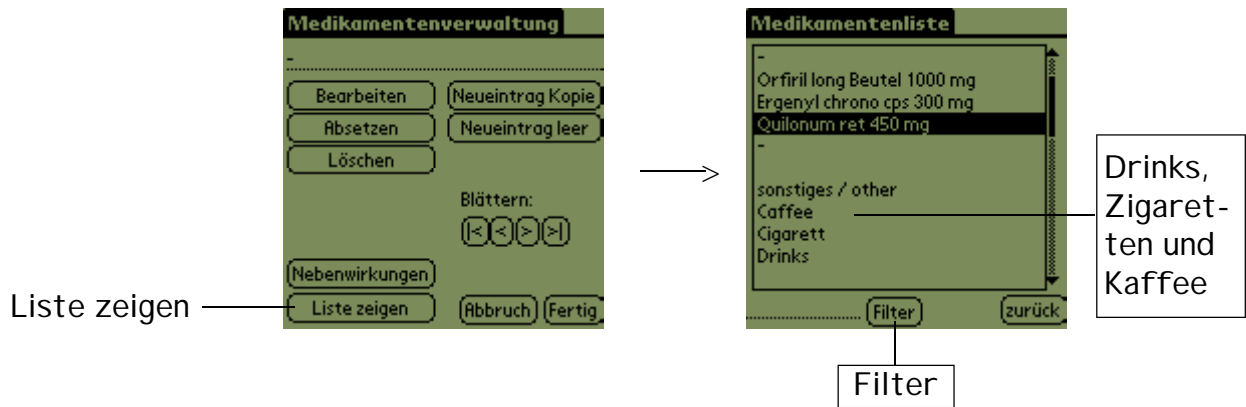 Medikamentenverwaltung
-
Bearbeiten
Neueintrag Kopie
Absetzen
Neueintrag leer
Löschen
Blättern:
|< < > >|
Nebenwirkungen
Liste zeigen
Abbruch
Fertig
Liste zeigen
Medikamentenliste
-
Orfiril long Beutel 1000 mg
Ergenyl chrono cps 300 mg
Quilonum ret 450 mg
-
sonstiges / other
Caffee
Cigarett
Drinks
Filter
zurück
Drinks,
Zigaret-
ten und
Kaffee
Filter